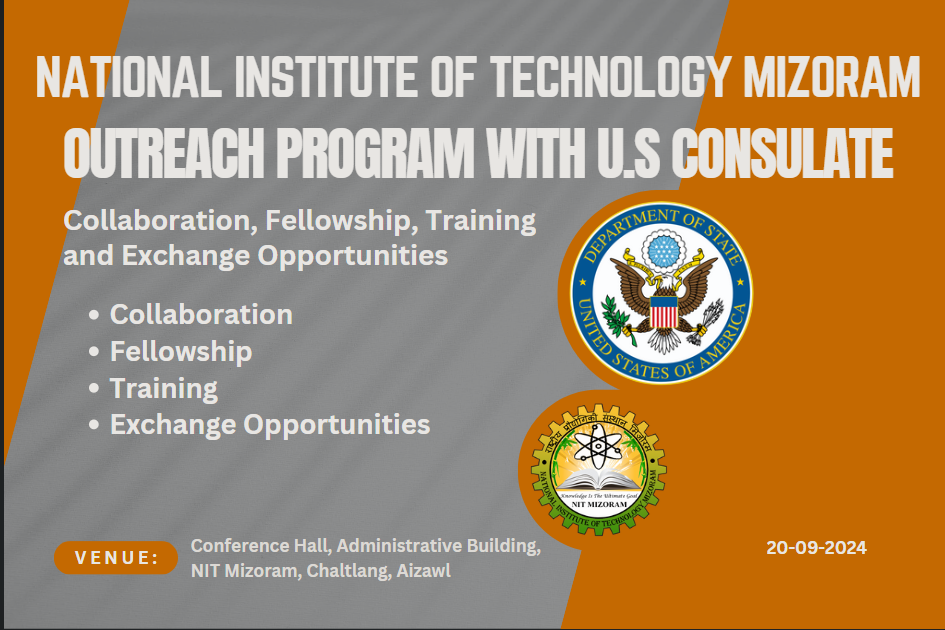 NATIONAL INSTITUTE OF TECHNOLOGY MIZORAM
OUTREACH PROGRAM WITH U.S CONSULATE
Collaboration, Fellowship, Training
and Exchange Opportunities
• Collaboration
• Fellowship
• Training
• Exchange Opportunities
DEPARTMENT OF STATE
UNITED STATES OF AMERICA
राष्ट्रीय प्रौद्योगिकी संस्थान मिजोरम
Knowledge Is The Ultimate Goal
NIT MIZORAM
NATIONAL INSTITUTE OF TECHNOLOGY MIZORAM
VENUE:
Conference Hall, Administrative Building,
NIT Mizoram, Chaltlang, Aizawl
20-09-2024